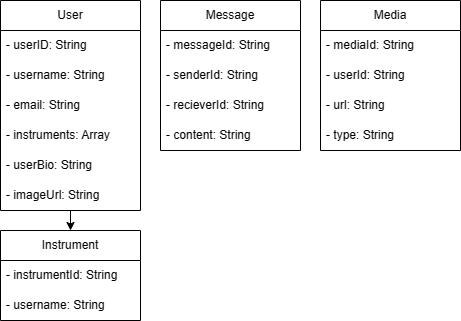 User
- userID: String
- username: String
- email: String
- instruments: Array
- userBio: String
- imageUrl: String
Instrument
- instrumentId: String
- username: String
Message
- messageId: String
- senderId: String
- recieverId: String
- content: String
Media
- mediaId: String
- userId: String
- url: String
- type: String